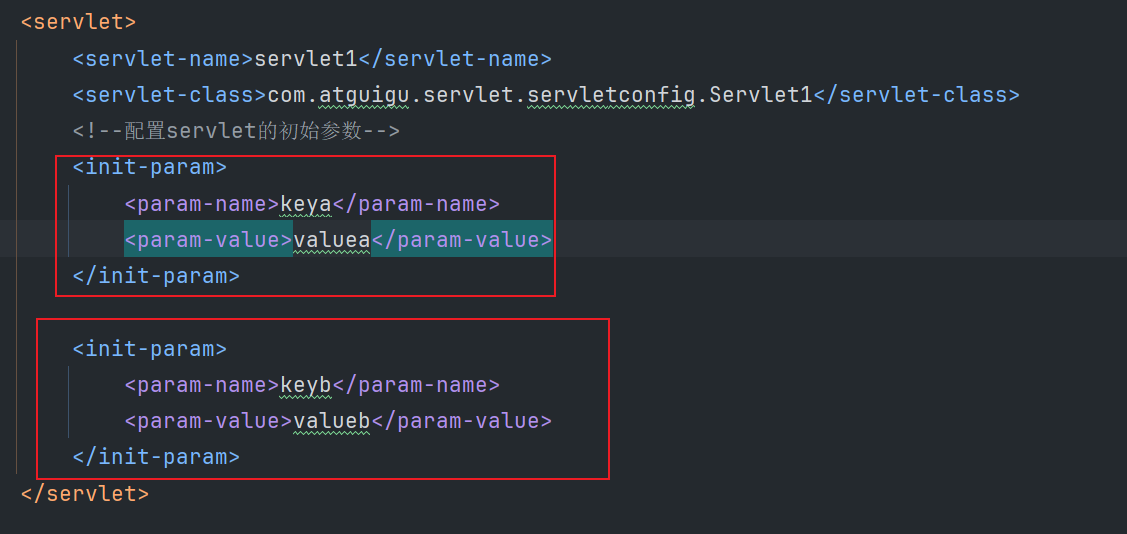 <servlet>
<servlet-name>servlet1</servlet-name>
<servlet-class>com.atguigu.servlet.servletconfig.Servlet1</servlet-class>
<!--配置servlet的初始参数-->
<init-param>
<param-name>keya</param-name>
<param-value>valuea</param-value>
</init-param>
<init-param>
<param-name>keyb</param-name>
<param-value>valueb</param-value>
</init-param>
</servlet>